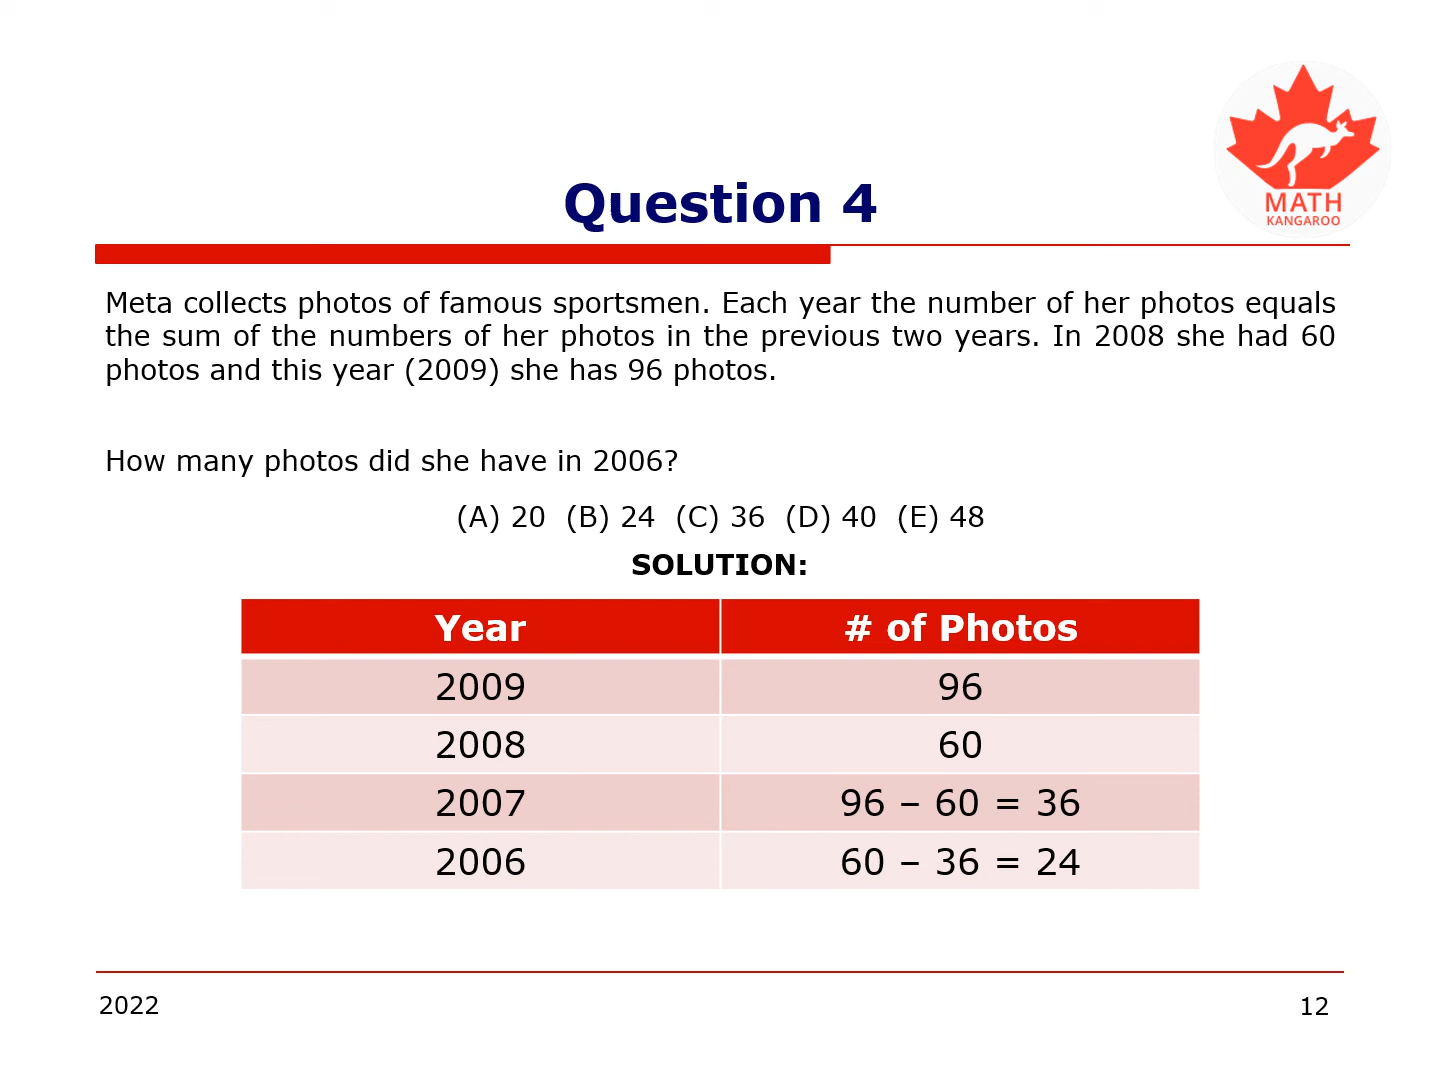 MATH
KANGAROO
Question 4
Meta collects photos of famous sportsmen. Each year the number of her photos equals
the sum of the numbers of her photos in the previous two years. In 2008 she had 60
photos and this year (2009) she has 96 photos.
How many photos did she have in 2006?
(A) 20 (B) 24 (C) 36 (D) 40 (E) 48
SOLUTION:
Year # of Photos
2009 96
2008 60
2007 96 – 60 = 36
2006 60 – 36 = 24
2022 12